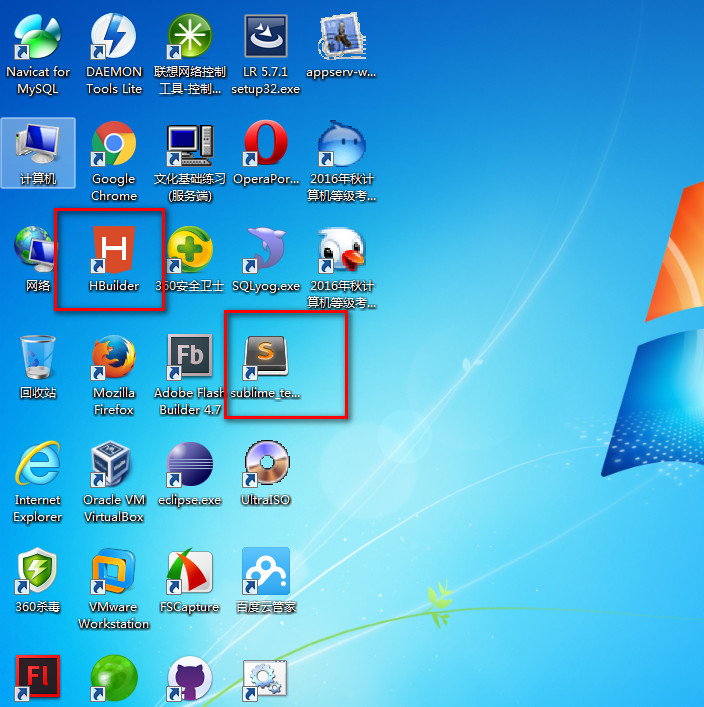 Navicat for
MySQL
DAEMON
Tools Lite
联想网络控制
工具-控制...
LR 5.7.1
setup32.exe
appserv-w...
计算机
Google
Chrome
文化基础练习
(服务端)
OperaPor...
2016年秋计
算机等级考...
网络
H
HBuilder
360安全卫士
SQLyog.exe
2016年秋计
算机等级考...
回收站
Mozilla
Firefox
Fb
Adobe Flash
Builder 4.7
S
sublime_te...
Internet
Explorer
Oracle VM
VirtualBox
eclipse.exe
UltraISO
360杀毒
VMware
Workstation
FSCapture
百度云管家
Fl